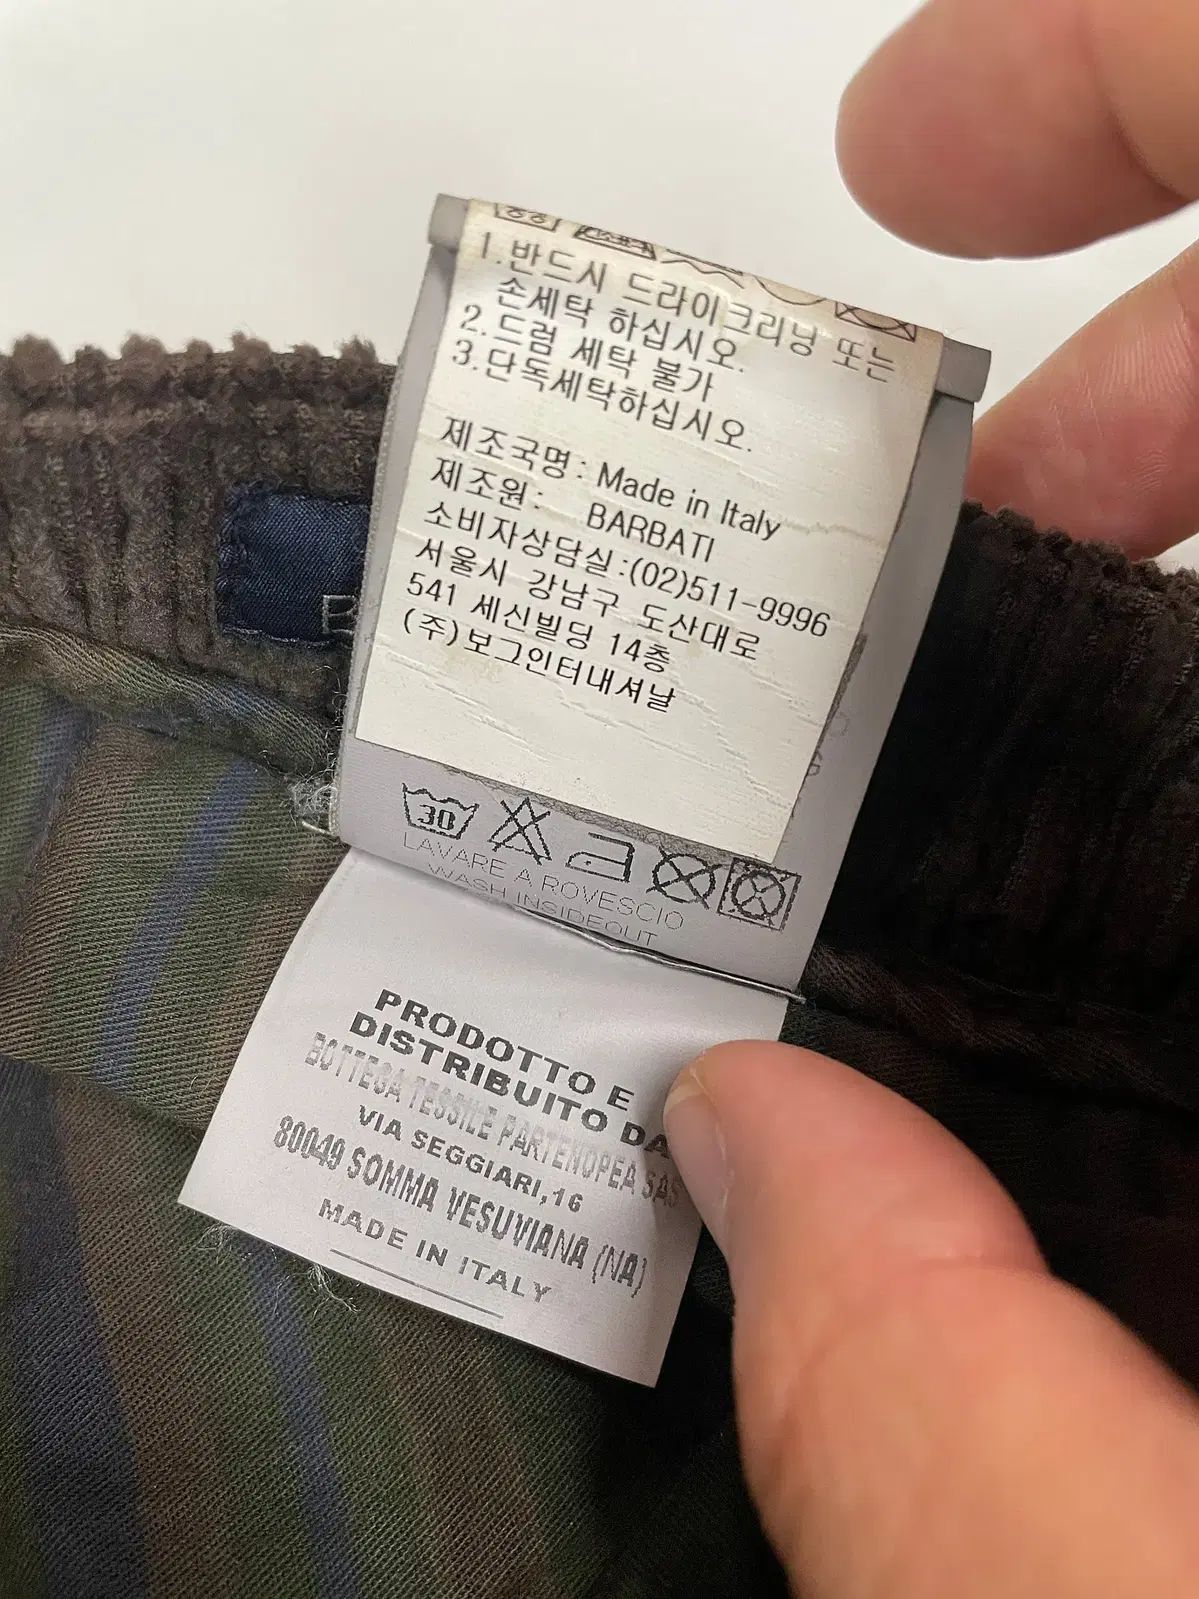 1.반드시 드라이크리닝 또는
손세탁 하십시오.
2.드럼 세탁 불가
3.단독세탁하십시오.
제조국명: Made in Italy
제조원: BARBATI
소비자상담실:(02)511-9996
서울시 강남구 도산대로
541 세신빌딩 14층
(주)보그인터내셔날
30
LAVARE A ROVESCIO
WASH INSIDEOUT
PRODOTTO E
DISTRIBUITO DA
BOTTEGA TESSILE PARTENOPEA SAS
VIA SEGGIARI,16
80049 SOMMA VESUVIANA (NA)
MADE IN ITALY